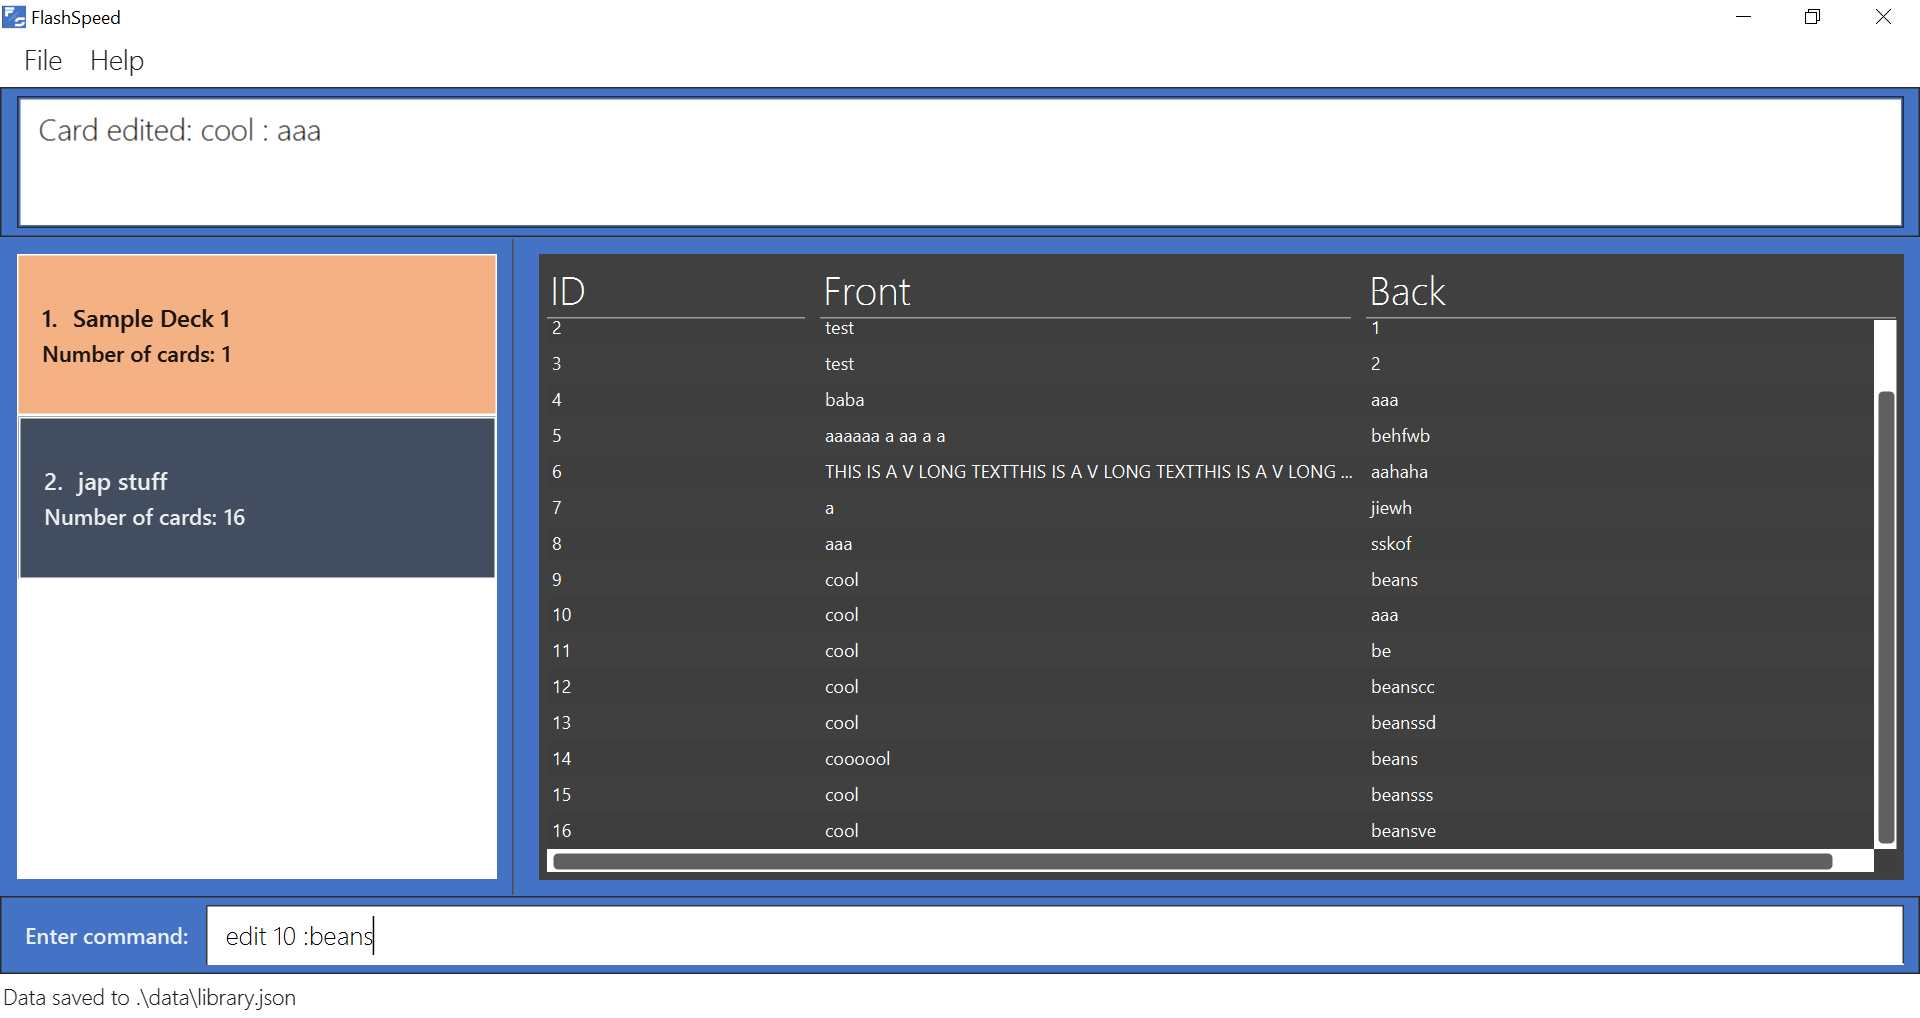 FlashSpeed
File Help
Card edited: cool : aaa
1. Sample Deck 1
Number of cards: 1
2. jap stuff
Number of cards: 16
ID Front Back
2 test 1
3 test 2
4 baba aaa
5 aaaaaa a aa a a behfwb
6 THIS IS A V LONG TEXTTHIS IS A V LONG TEXTTHIS IS A V LONG ... aahaha
7 a jiewh
8 aaa sskof
9 cool beans
10 cool aaa
11 cool be
12 cool beanscc
13 cool beanssd
14 coooool beans
15 cool beansss
16 cool beansve
Enter command: edit 10 :beans
Data saved to .\data\library.json